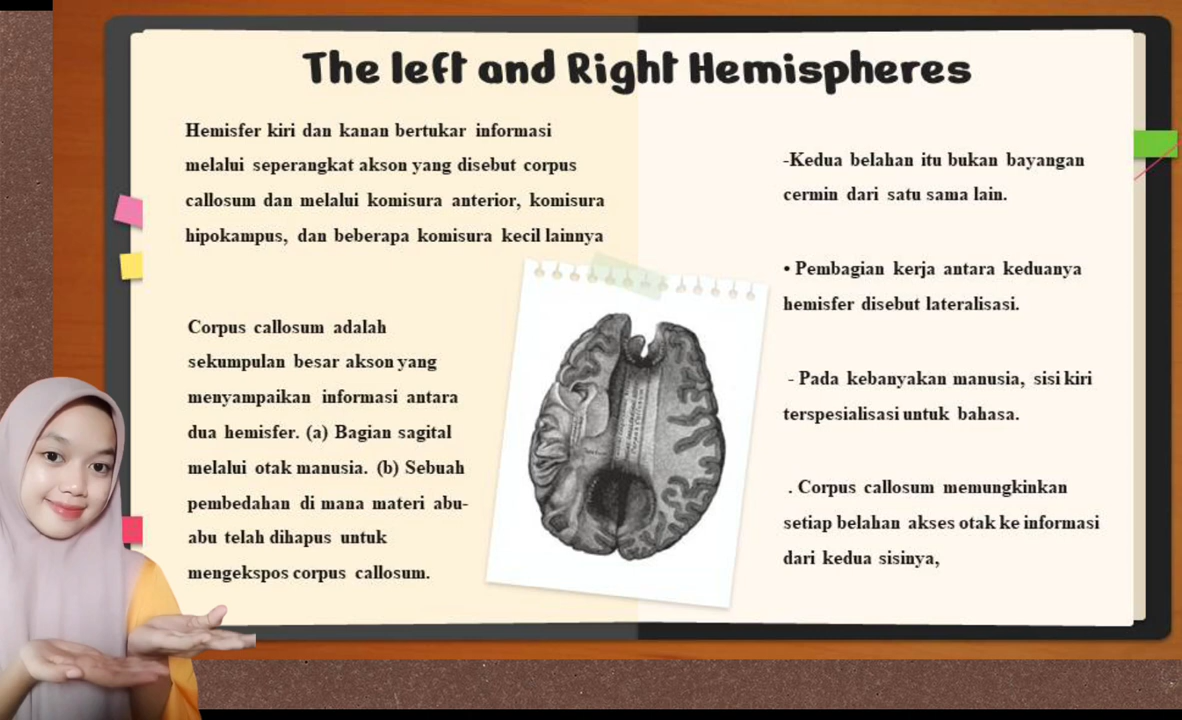 The left and Right Hemispheres
Hemisfer kiri dan kanan bertukar informasi
melalui seperangkat akson yang disebut corpus
callosum dan melalui komisura anterior, komisura
hipokampus, dan beberapa komisura kecil lainnya
Corpus callosum adalah
sekumpulan besar akson yang
menyampaikan informasi antara
dua hemisfer. (a) Bagian sagital
melalui otak manusia. (b) Sebuah
pembedahan di mana materi abu-
abu telah dihapus untuk
mengekspos corpus callosum.
-Kedua belahan itu bukan bayangan
cermin dari satu sama lain.
• Pembagian kerja antara keduanya
hemisfer disebut lateralisasi.
- Pada kebanyakan manusia, sisi kiri
terspesialisasi untuk bahasa.
. Corpus callosum memungkinkan
setiap belahan akses otak ke informasi
dari kedua sisinya,